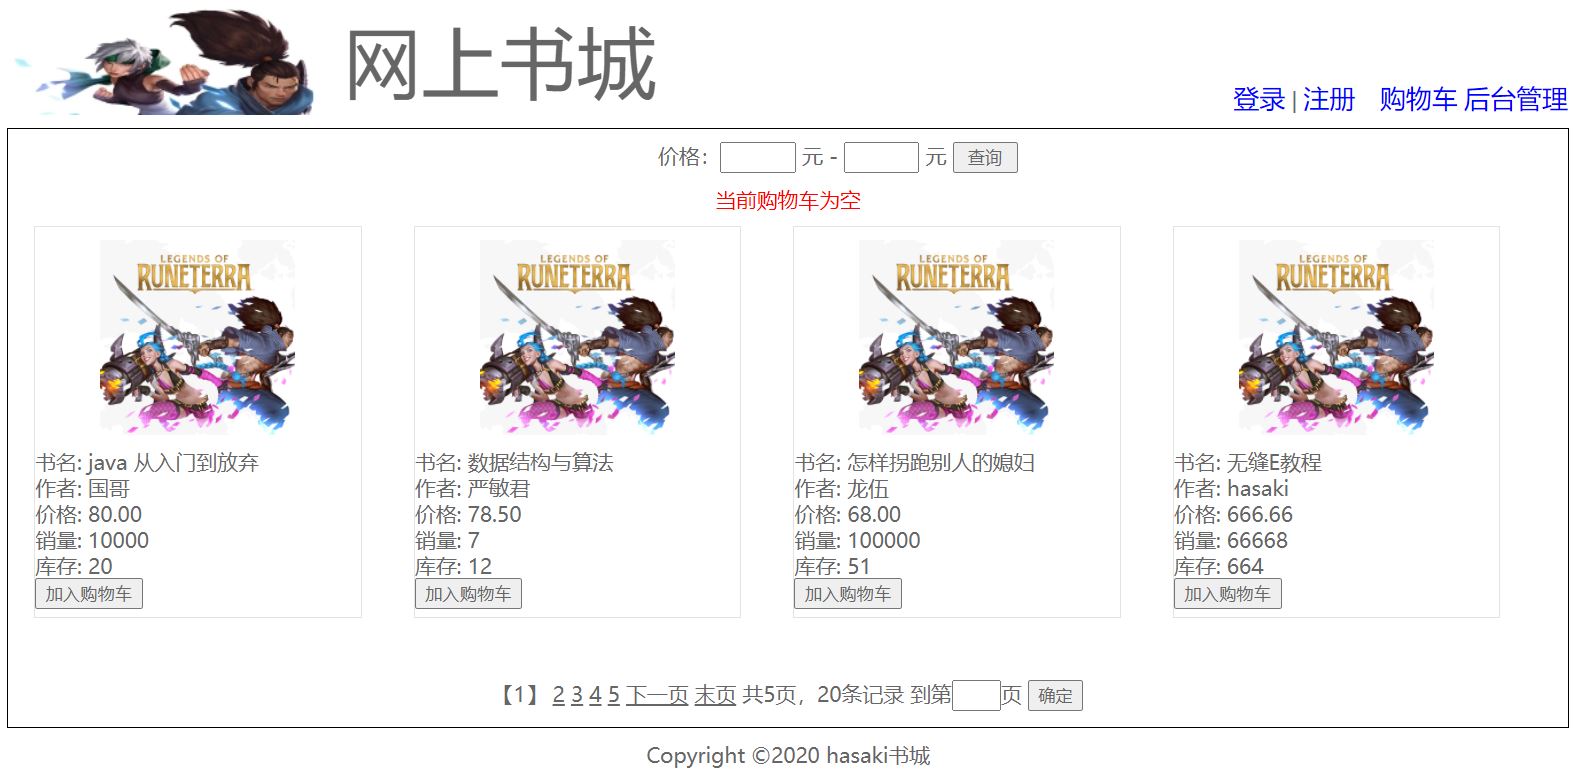 网上书城
登录 | 注册 购物车 后台管理
价格： 元 - 元 查询
当前购物车为空
LEGENDS OF
RUNETERRA
书名: java 从入门到放弃
作者: 国哥
价格: 80.00
销量: 10000
库存: 20
加入购物车
LEGENDS OF
RUNETERRA
书名: 数据结构与算法
作者: 严敏君
价格: 78.50
销量: 7
库存: 12
加入购物车
LEGENDS OF
RUNETERRA
书名: 怎样拐跑别人的媳妇
作者: 龙伍
价格: 68.00
销量: 100000
库存: 51
加入购物车
LEGENDS OF
RUNETERRA
书名: 无缝E教程
作者: hasaki
价格: 666.66
销量: 66668
库存: 664
加入购物车
【1】 2 3 4 5 下一页 末页 共5页，20条记录 到第 页 确定
Copyright ©2020 hasaki书城